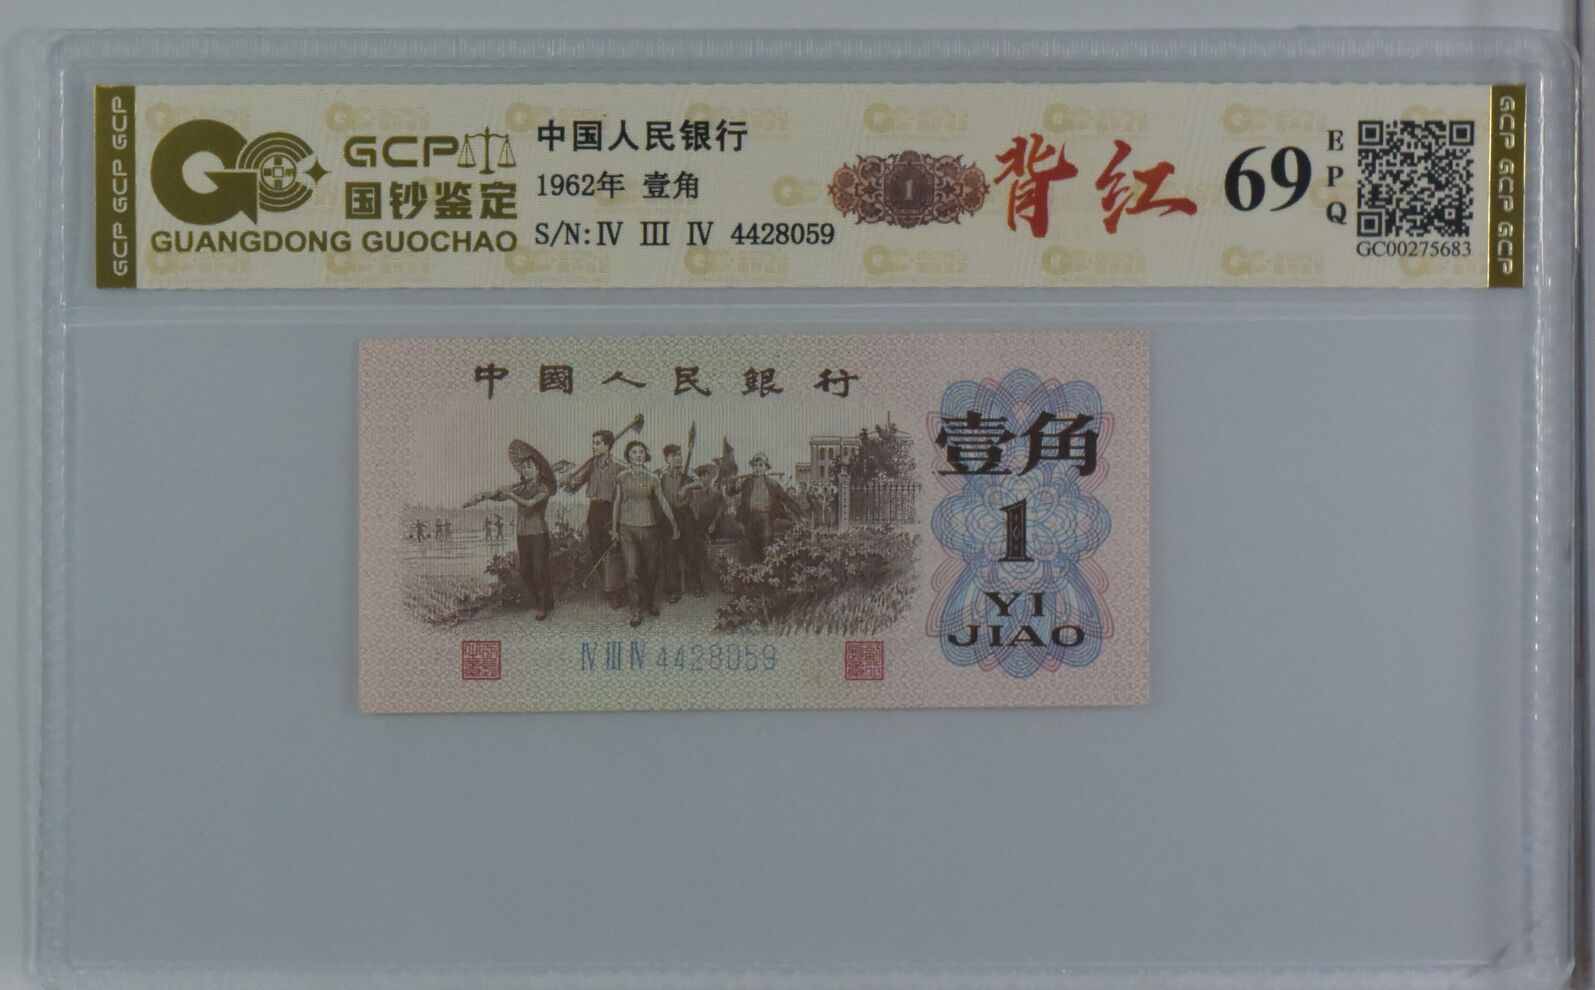 GCP GCP GCP
GCP
国钞鉴定
GUANGDONG GUOCHAO
中国人民银行
1962年 壹角
S/N: Ⅳ Ⅲ Ⅳ 4428059
1
背红
69
EPQ
GC00275683
GCP GCP GCP
中國人民銀行
壹角
1
YI
JIAO
Ⅳ Ⅲ Ⅳ 4428059